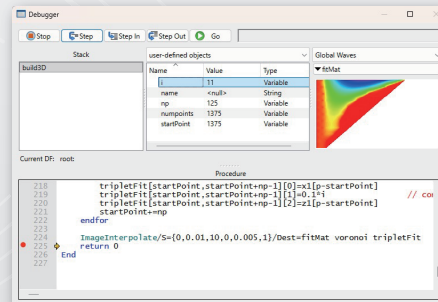 Debugger
Stop Step Step In Step Out Go
Stack user-defined objects Global Waves
build3D Name Value Type fitMat
i 11 Variable
name <null> String
np 125 Variable
numpoints 1375 Variable
startPoint 1375 Variable
Current DF: root:
Procedure
218 tripletFit[startPoint,startPoint+np-1][0]=x1[p-startPoint]
219 tripletFit[startPoint,startPoint+np-1][1]=0.1*i // cor
220 tripletFit[startPoint,startPoint+np-1][2]=z1[p-startPoint]
221 startPoint+=np
222 endfor
223
224 ImageInterpolate/S={0,0.01,10,0,0.005,1}/Dest=fitMat voronoi tripletFit
225 return 0
226 End
227